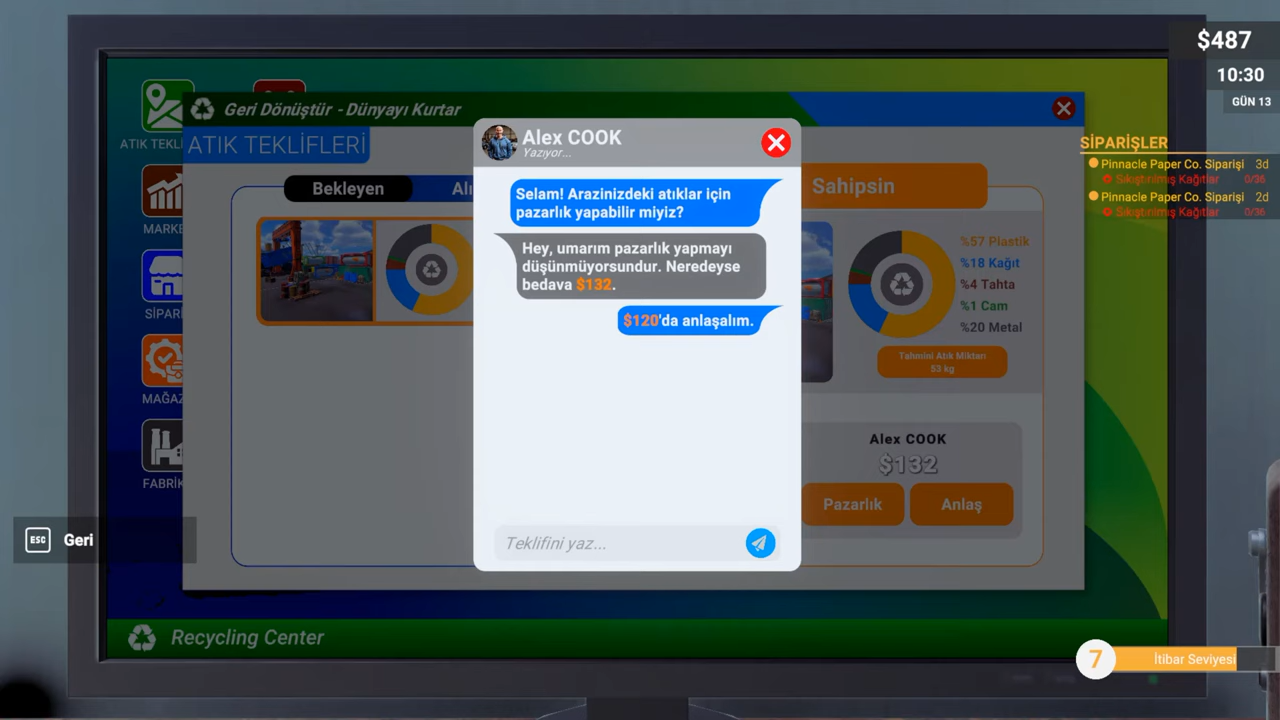 $487
10:30
GÜN 13
SİPARİŞLER
Pinnacle Paper Co. Siparişi 3d
Sıkıştırılmış Kağıtlar 0/36
Pinnacle Paper Co. Siparişi 2d
Sıkıştırılmış Kağıtlar 0/36
Geri Dönüştür - Dünyayı Kurtar
ATIK TEKL
ATIK TEKLİFLERİ
MARKE
SİPARİ
MAĞAZ
FABRİK
Bekleyen
Alı
Sahipsin
Alex COOK
Yazıyor...
Selam! Arazinizdeki atıklar için
pazarlık yapabilir miyiz?
Hey, umarım pazarlık yapmayı
düşünmüyorsundur. Neredeyse
bedava $132.
$120'da anlaşalım.
Teklifini yaz...
%57 Plastik
%18 Kağıt
%4 Tahta
%1 Cam
%20 Metal
Tahmini Atık Miktarı
53 kg
Alex COOK
$132
Pazarlık
Anlaş
ESC Geri
Recycling Center
7 İtibar Seviyesi